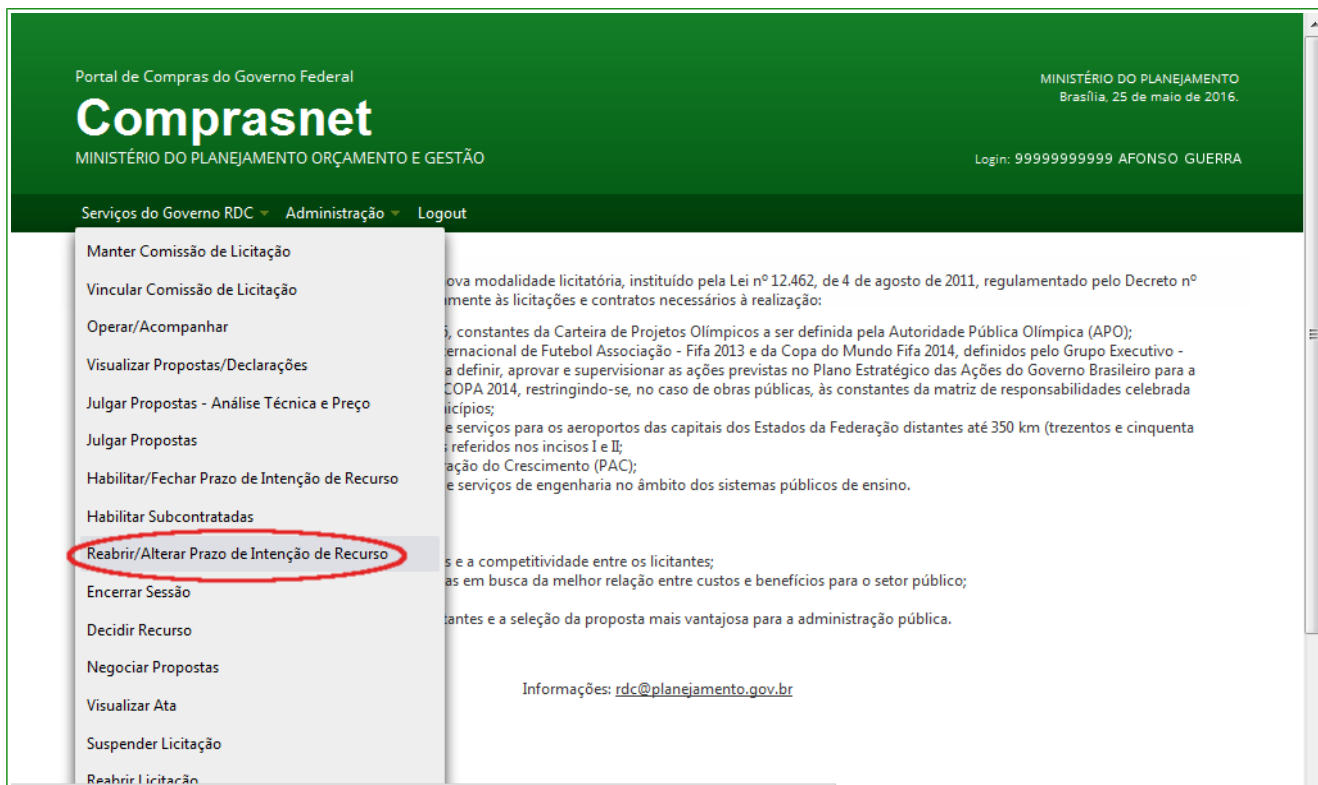 Portal de Compras do Governo Federal
MINISTÉRIO DO PLANEJAMENTO
Brasília, 25 de maio de 2016.
Comprasnet
MINISTÉRIO DO PLANEJAMENTO ORÇAMENTO E GESTÃO
Login: 99999999999 AFONSO GUERRA
Serviços do Governo RDC Administração Logout
Manter Comissão de Licitação
Vincular Comissão de Licitação
Operar/Acompanhar
Visualizar Propostas/Declarações
Julgar Propostas - Análise Técnica e Preço
Julgar Propostas
Habilitar/Fechar Prazo de Intenção de Recurso
Habilitar Subcontratadas
Reabrir/Alterar Prazo de Intenção de Recurso
Encerrar Sessão
Decidir Recurso
Negociar Propostas
Visualizar Ata
Suspender Licitação
Reabrir Licitação
ova modalidade licitatória, instituído pela Lei nº 12.462, de 4 de agosto de 2011, regulamentado pelo Decreto nº
amente às licitações e contratos necessários à realização:
, constantes da Carteira de Projetos Olímpicos a ser definida pela Autoridade Pública Olímpica (APO);
ernacional de Futebol Associação - Fifa 2013 e da Copa do Mundo Fifa 2014, definidos pelo Grupo Executivo -
a definir, aprovar e supervisionar as ações previstas no Plano Estratégico das Ações do Governo Brasileiro para a
COPA 2014, restringindo-se, no caso de obras públicas, às constantes da matriz de responsabilidades celebrada
icípios;
e serviços para os aeroportos das capitais dos Estados da Federação distantes até 350 km (trezentos e cinquenta
s referidos nos incisos I e II;
ração do Crescimento (PAC);
e serviços de engenharia no âmbito dos sistemas públicos de ensino.
s e a competitividade entre os licitantes;
as em busca da melhor relação entre custos e benefícios para o setor público;
tantes e a seleção da proposta mais vantajosa para a administração pública.
Informações: rdc@planejamento.gov.br